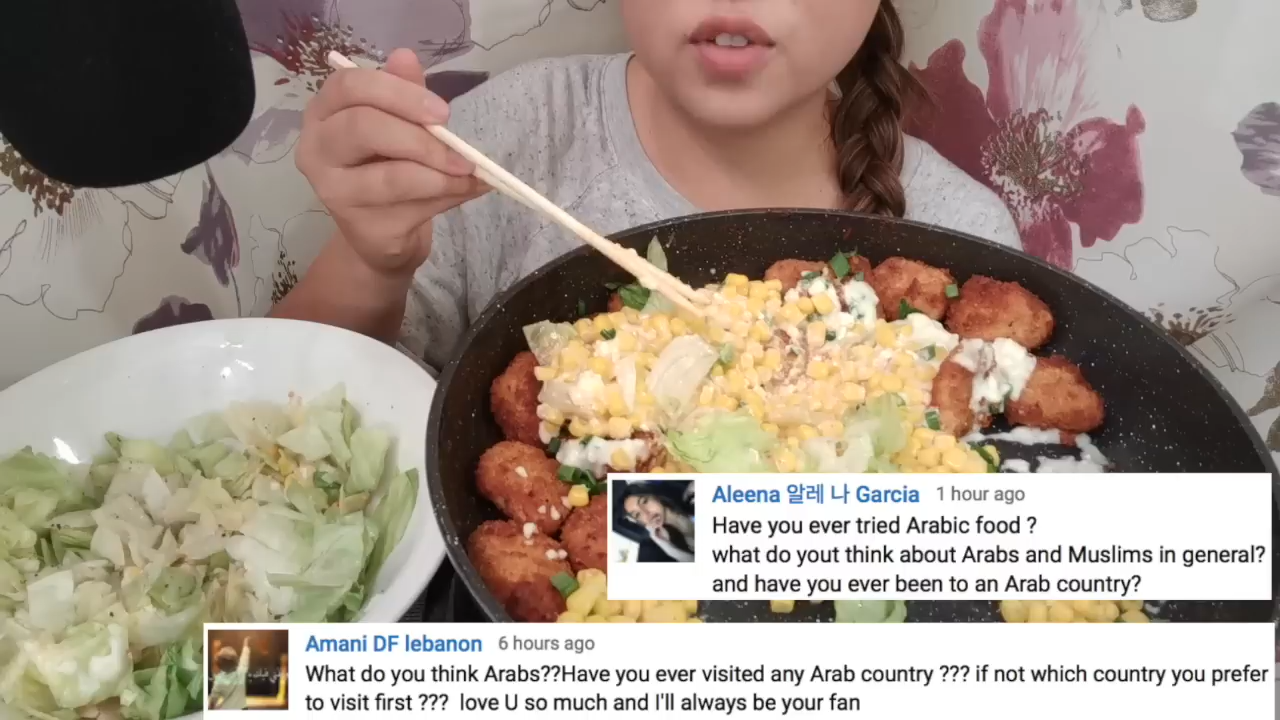 Aleena 알레 나 Garcia 1 hour ago
Have you ever tried Arabic food ?
what do yout think about Arabs and Muslims in general?
and have you ever been to an Arab country?
Amani DF lebanon 6 hours ago
What do you think Arabs??Have you ever visited any Arab country ??? if not which country you prefer
to visit first ??? love U so much and I'll always be your fan